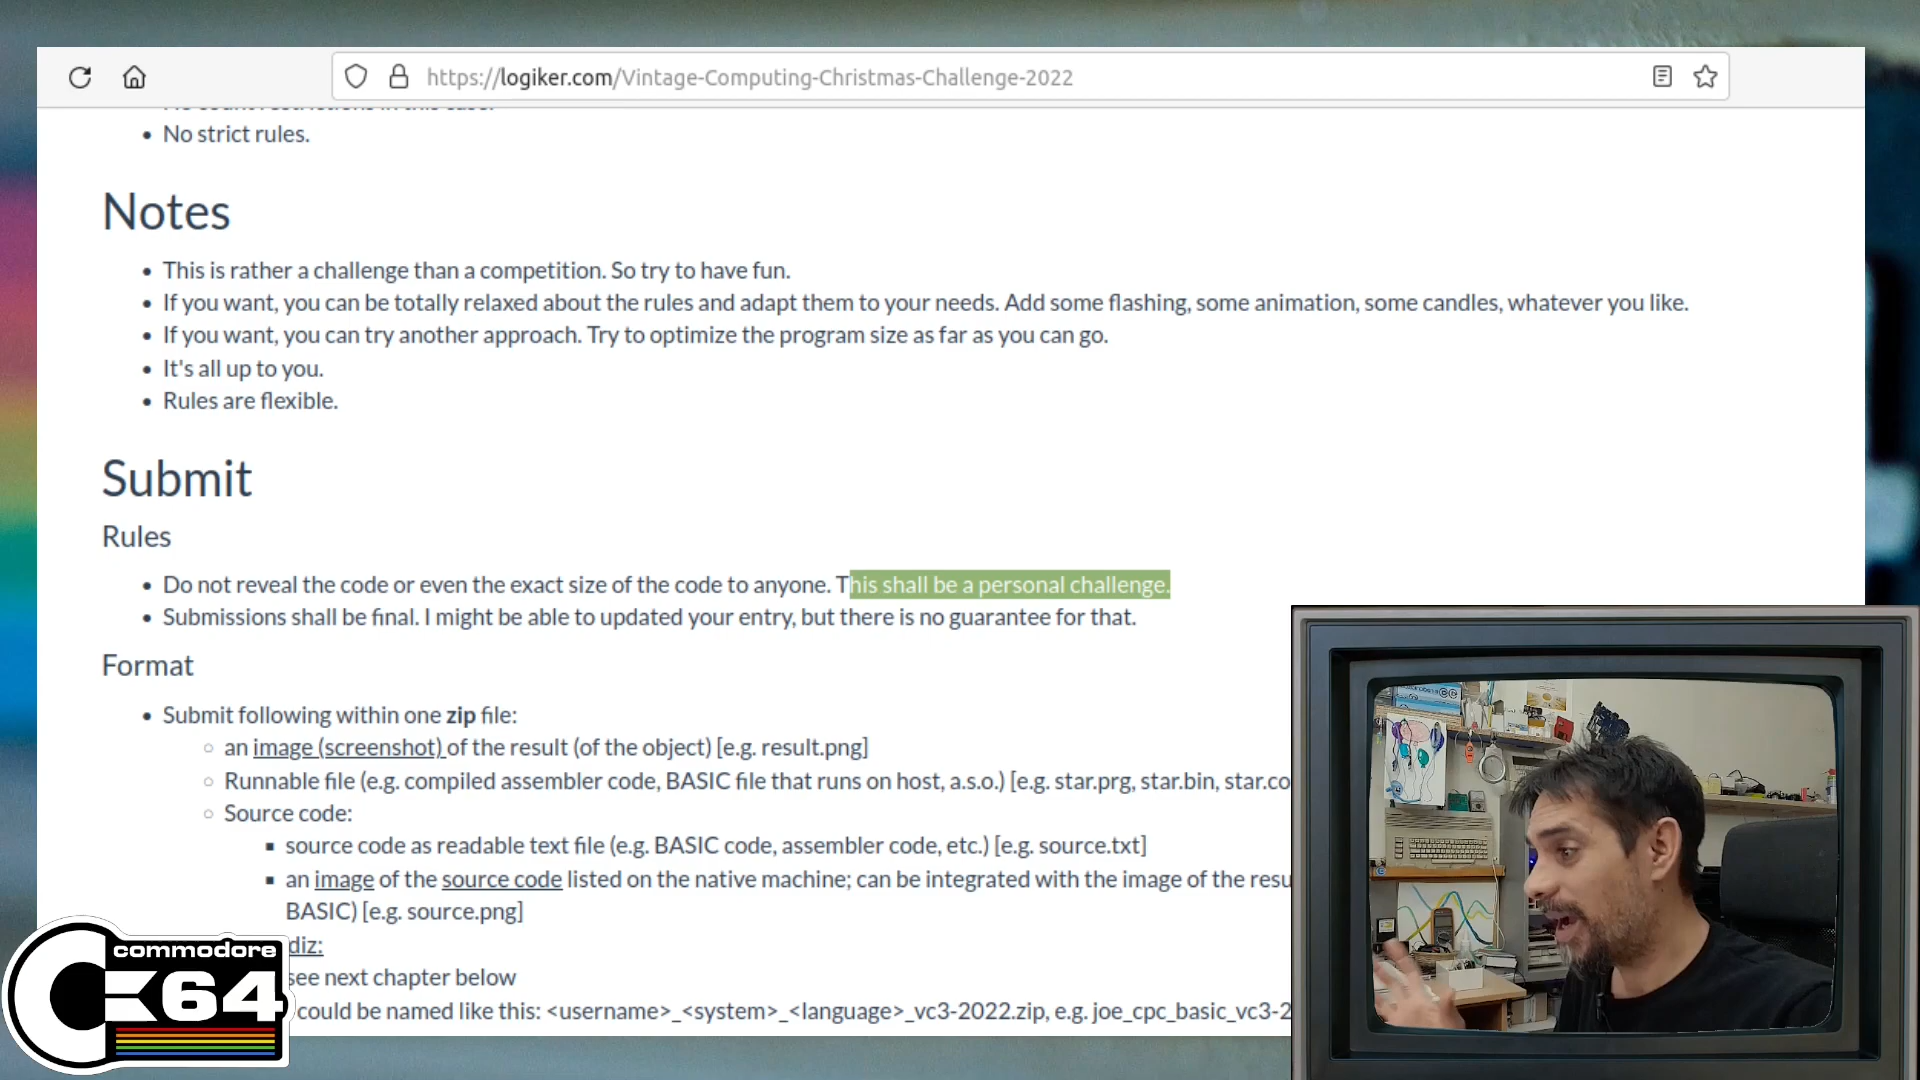 https://logiker.com/Vintage-Computing-Christmas-Challenge-2022
No count restrictions in this case.
No strict rules.
Notes
This is rather a challenge than a competition. So try to have fun.
If you want, you can be totally relaxed about the rules and adapt them to your needs. Add some flashing, some animation, some candles, whatever you like.
If you want, you can try another approach. Try to optimize the program size as far as you can go.
It's all up to you.
Rules are flexible.
Submit
Rules
Do not reveal the code or even the exact size of the code to anyone. This shall be a personal challenge.
Submissions shall be final. I might be able to updated your entry, but there is no guarantee for that.
Format
Submit following within one zip file:
an image (screenshot) of the result (of the object) [e.g. result.png]
Runnable file (e.g. compiled assembler code, BASIC file that runs on host, a.s.o.) [e.g. star.prg, star.bin, star.co
Source code:
source code as readable text file (e.g. BASIC code, assembler code, etc.) [e.g. source.txt]
an image of the source code listed on the native machine; can be integrated with the image of the resu
BASIC) [e.g. source.png]
diz:
see next chapter below
could be named like this: <username>_<system>_<language>_vc3-2022.zip, e.g. joe_cpc_basic_vc3-2
commodore
64